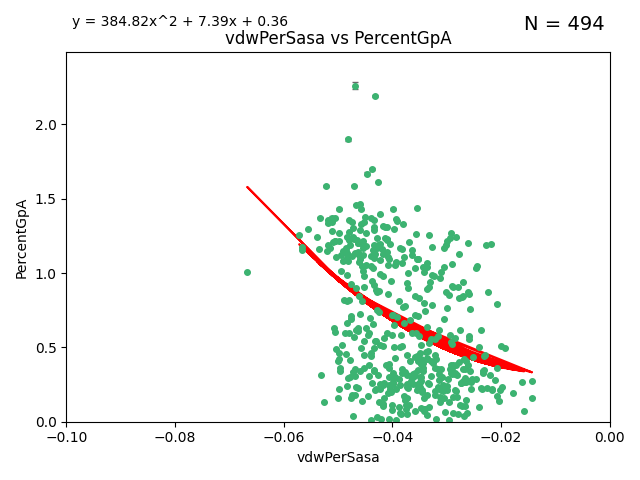 y = 384.82x^2 + 7.39x + 0.36
N = 494
vdwPerSasa vs PercentGpA
PercentGpA
2.0
1.5
1.0
0.5
0.0
−0.10 −0.08 −0.06 −0.04 −0.02 0.00
vdwPerSasa